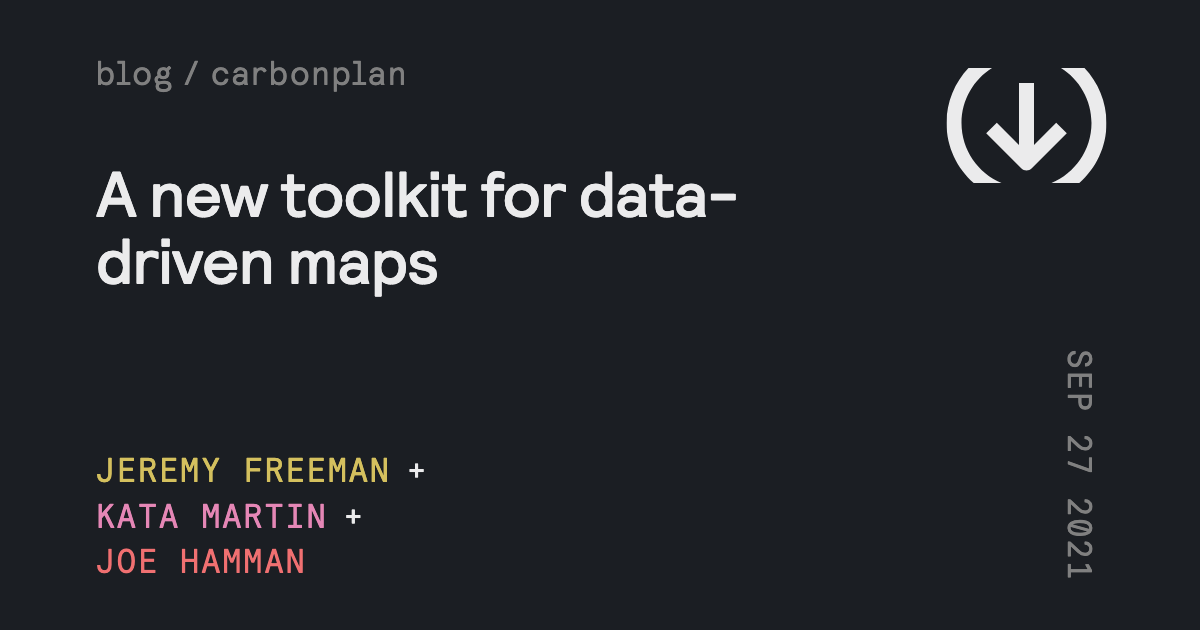 blog / carbonplan
A new toolkit for data-
driven maps
JEREMY FREEMAN +
KATA MARTIN +
JOE HAMMAN
SEP 27 2021